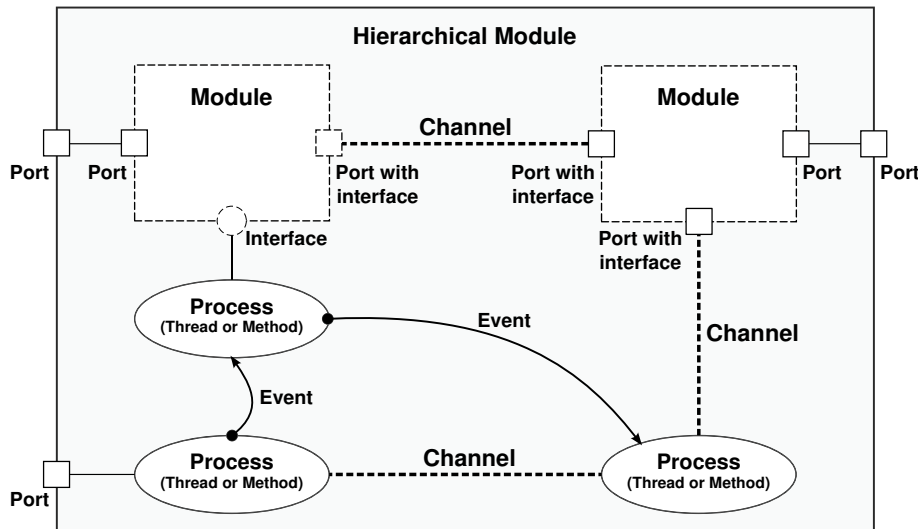 Hierarchical Module
Module
Module
Channel
Port
Port
Port with
interface
Port with
interface
Port
Port
Interface
Port with
interface
Process
(Thread or Method)
Event
Channel
Event
Process
(Thread or Method)
Channel
Process
(Thread or Method)
Port